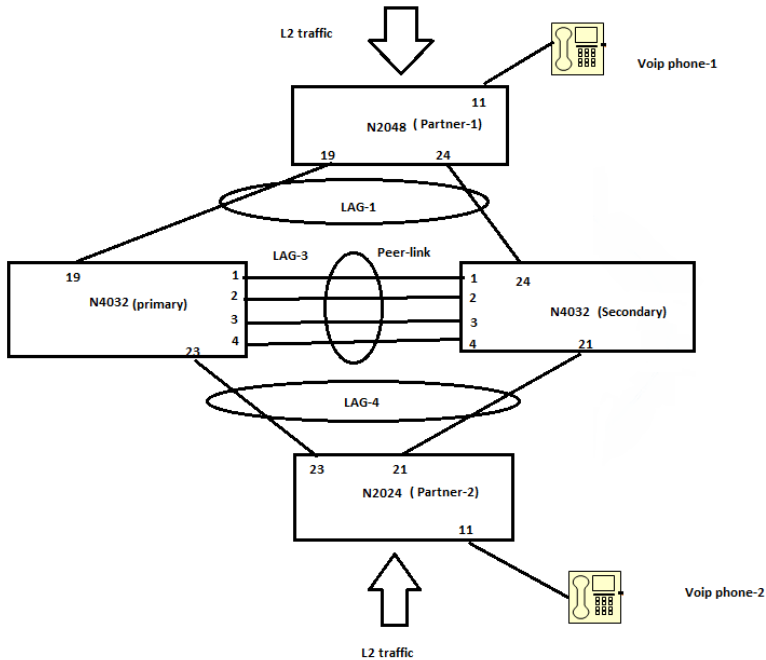 L2 traffic
Voip phone-1
11
N2048 ( Partner-1)
19 24
LAG-1
LAG-3 Peer-link
19
1
2
3
4
N4032 (primary)
23
1
2
3
4
24
N4032 (Secondary)
21
LAG-4
23 21
N2024 ( Partner-2)
11
Voip phone-2
L2 traffic